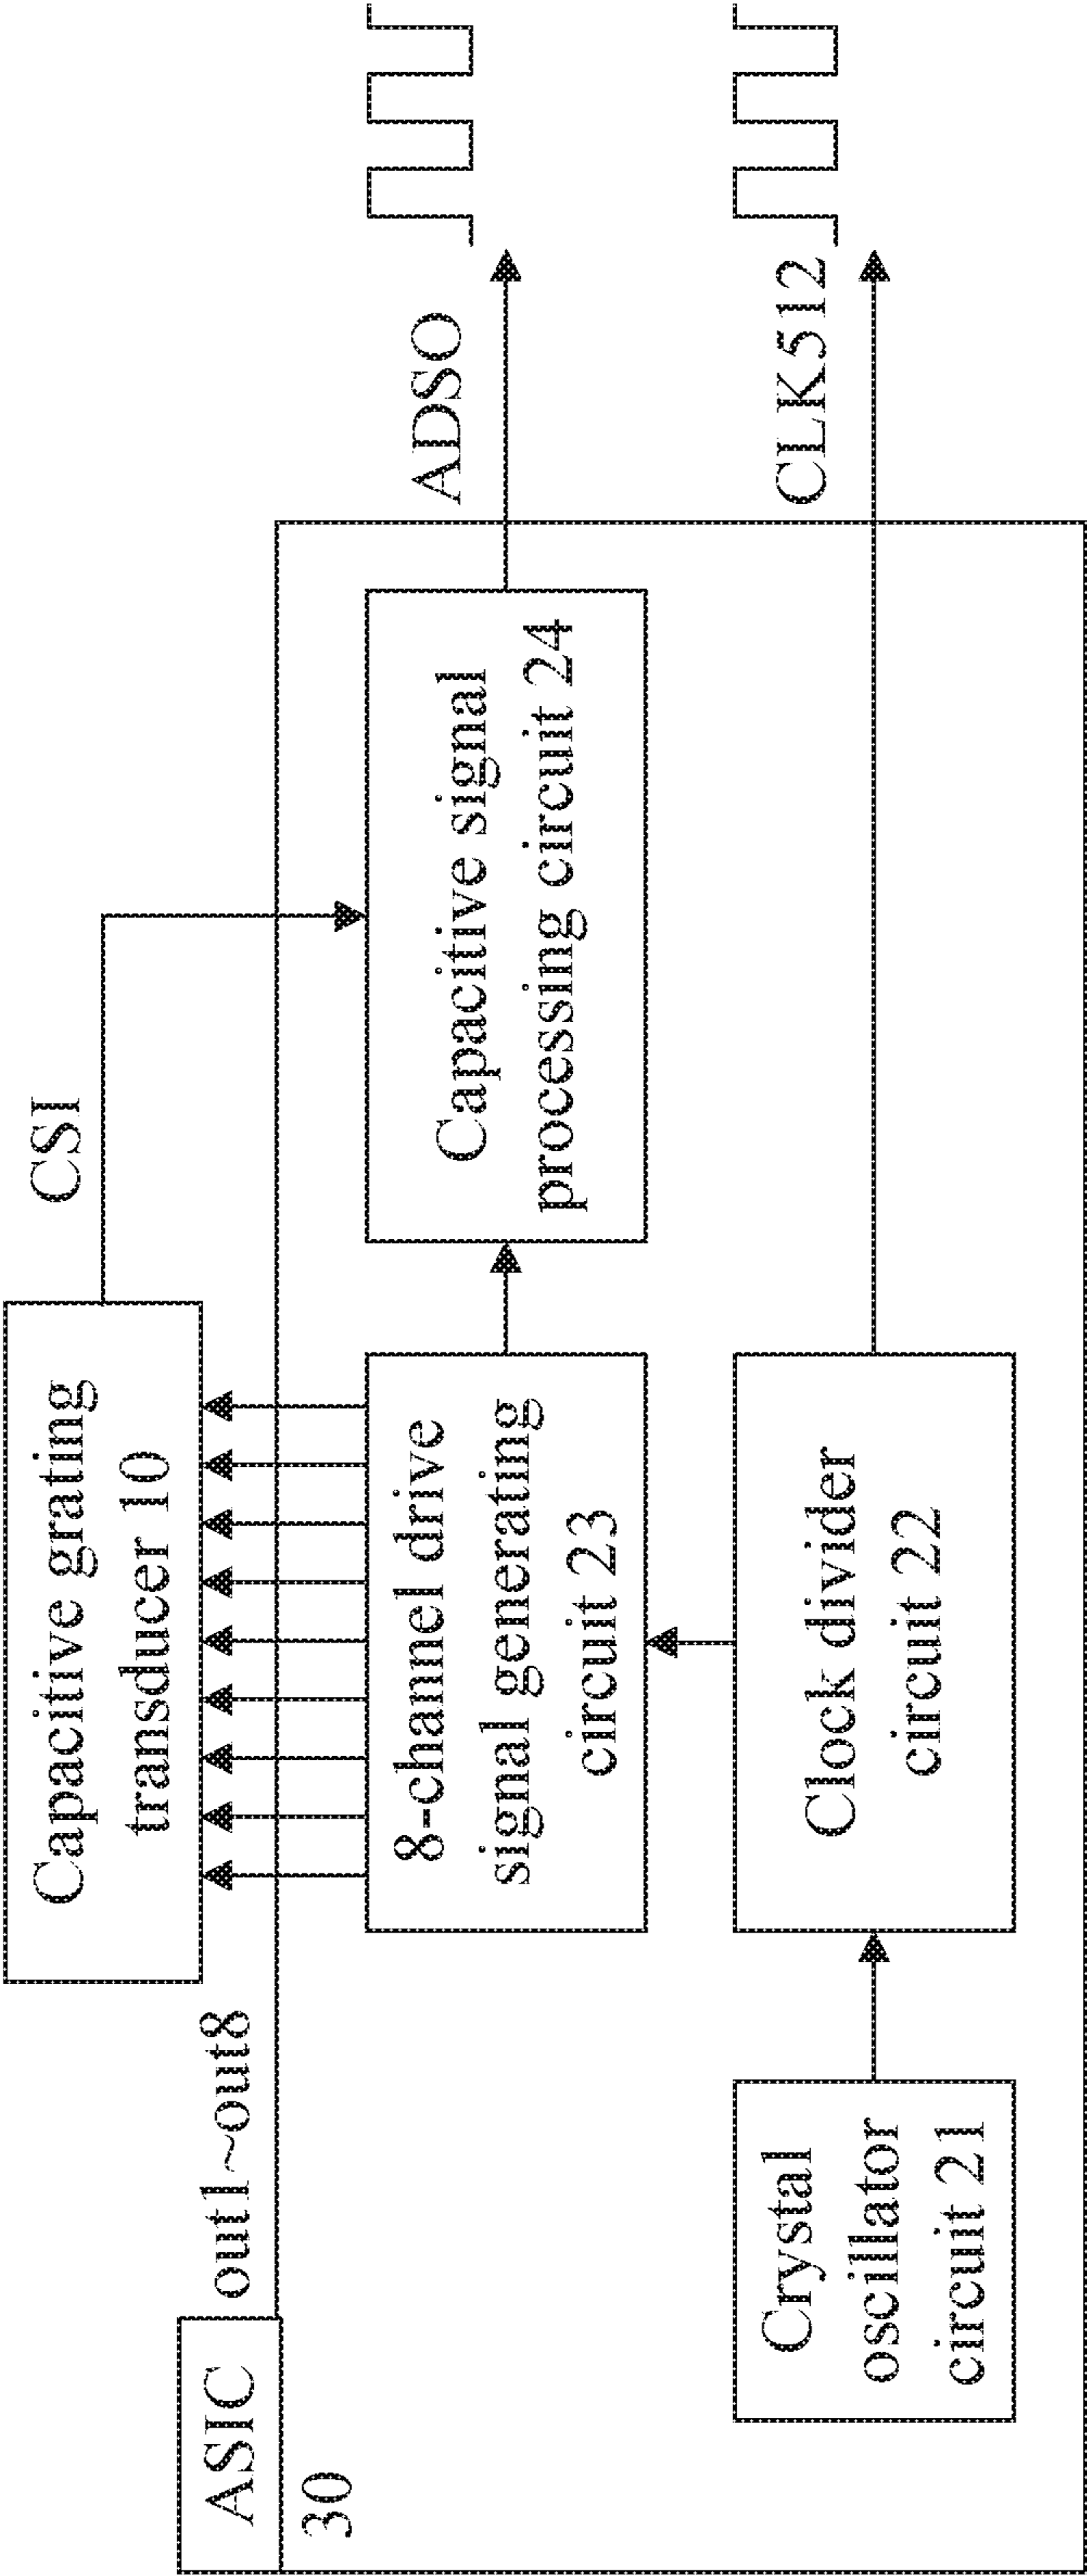 Capacitive grating
transducer 10
CSI
ASIC
out1~out8
30
8-channel drive
signal generating
circuit 23
Capacitive signal
processing circuit 24
ADSO
Crystal
oscillator
circuit 21
Clock divider
circuit 22
CLK512